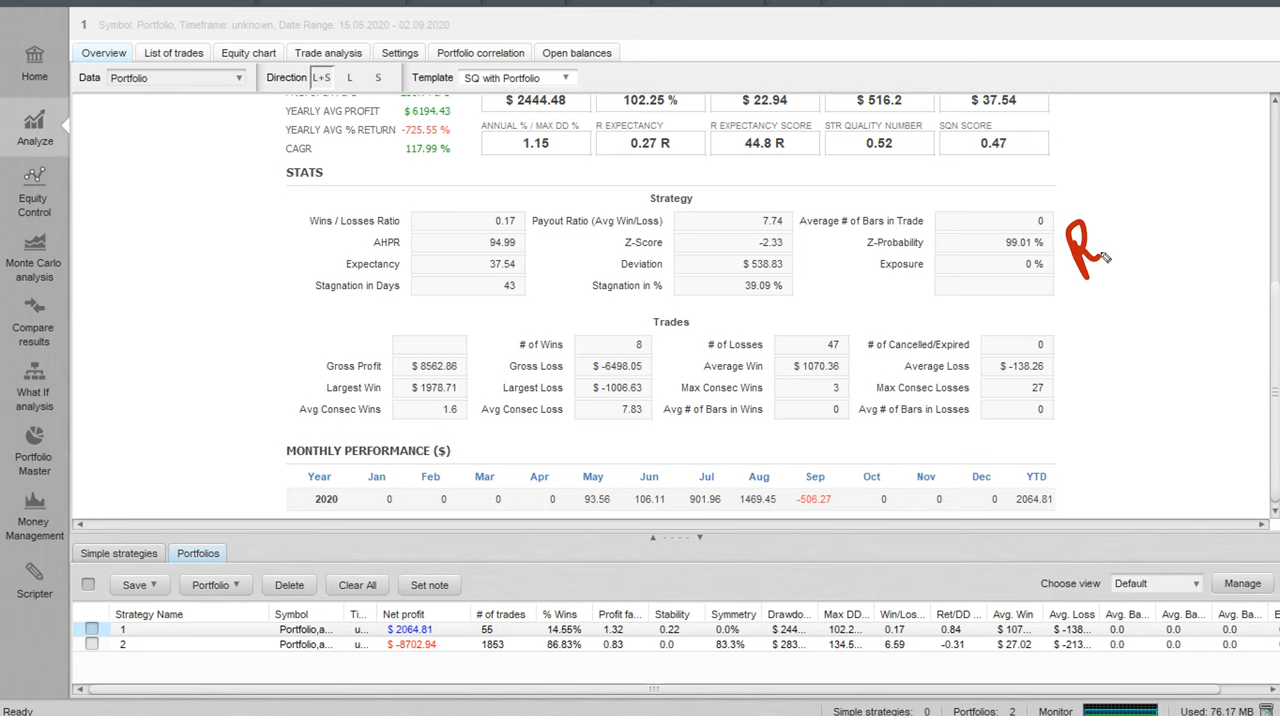 1 Symbol: Portfolio, Timeframe: unknown, Date Range: 15.05.2020 - 02.09.2020
Overview List of trades Equity chart Trade analysis Settings Portfolio correlation Open balances
Data Portfolio Direction L+S L S Template SQ with Portfolio
$ 2444.48 102.25 % $ 22.94 $ 516.2 $ 37.54
YEARLY AVG PROFIT $ 6194.43
YEARLY AVG % RETURN -725.55 %
CAGR 117.99 %
ANNUAL % / MAX DD % R EXPECTANCY R EXPECTANCY SCORE STR QUALITY NUMBER SQN SCORE
1.15 0.27 R 44.8 R 0.52 0.47
STATS
Strategy
Wins / Losses Ratio 0.17 Payout Ratio (Avg Win/Loss) 7.74 Average # of Bars in Trade 0
AHPR 94.99 Z-Score -2.33 Z-Probability 99.01 %
Expectancy 37.54 Deviation $ 538.83 Exposure 0 %
Stagnation in Days 43 Stagnation in % 39.09 %
R
Trades
# of Wins 8 # of Losses 47 # of Cancelled/Expired 0
Gross Profit $ 8562.86 Gross Loss $ -6498.05 Average Win $ 1070.36 Average Loss $ -138.26
Largest Win $ 1978.71 Largest Loss $ -1006.63 Max Consec Wins 3 Max Consec Losses 27
Avg Consec Wins 1.6 Avg Consec Loss 7.83 Avg # of Bars in Wins 0 Avg # of Bars in Losses 0
MONTHLY PERFORMANCE ($)
Year Jan Feb Mar Apr May Jun Jul Aug Sep Oct Nov Dec YTD
2020 0 0 0 0 93.56 106.11 901.96 1469.45 -506.27 0 0 0 2064.81
Home
Analyze
Equity
Control
Monte Carlo
analysis
Compare
results
What If
analysis
Portfolio
Master
Money
Management
Scripter
Simple strategies Portfolios
Save Portfolio Delete Clear All Set note Choose view Default Manage
Strategy Name Symbol Ti... Net profit # of trades % Wins Profit fa... Stability Symmetry Drawdo... Max DD... Win/Los... Ret/DD ... Avg. Win Avg. Loss Avg. Ba... Avg. Ba... Avg. Ba... E
1 Portfolio,a... u... $ 2064.81 55 14.55% 1.32 0.22 0.0% $ 244... 102.2... 0.17 0.84 $ 107... $ -138... 0.0 0.0 0.0
2 Portfolio,a... u... $ -8702.94 1853 86.83% 0.83 0.0 83.3% $ 283... 134.5... 6.59 -0.31 $ 27.02 $ -213... 0.0 0.0 0.0
Ready Simple strategies: 0 Portfolios: 2 Monitor Used: 76.17 MB